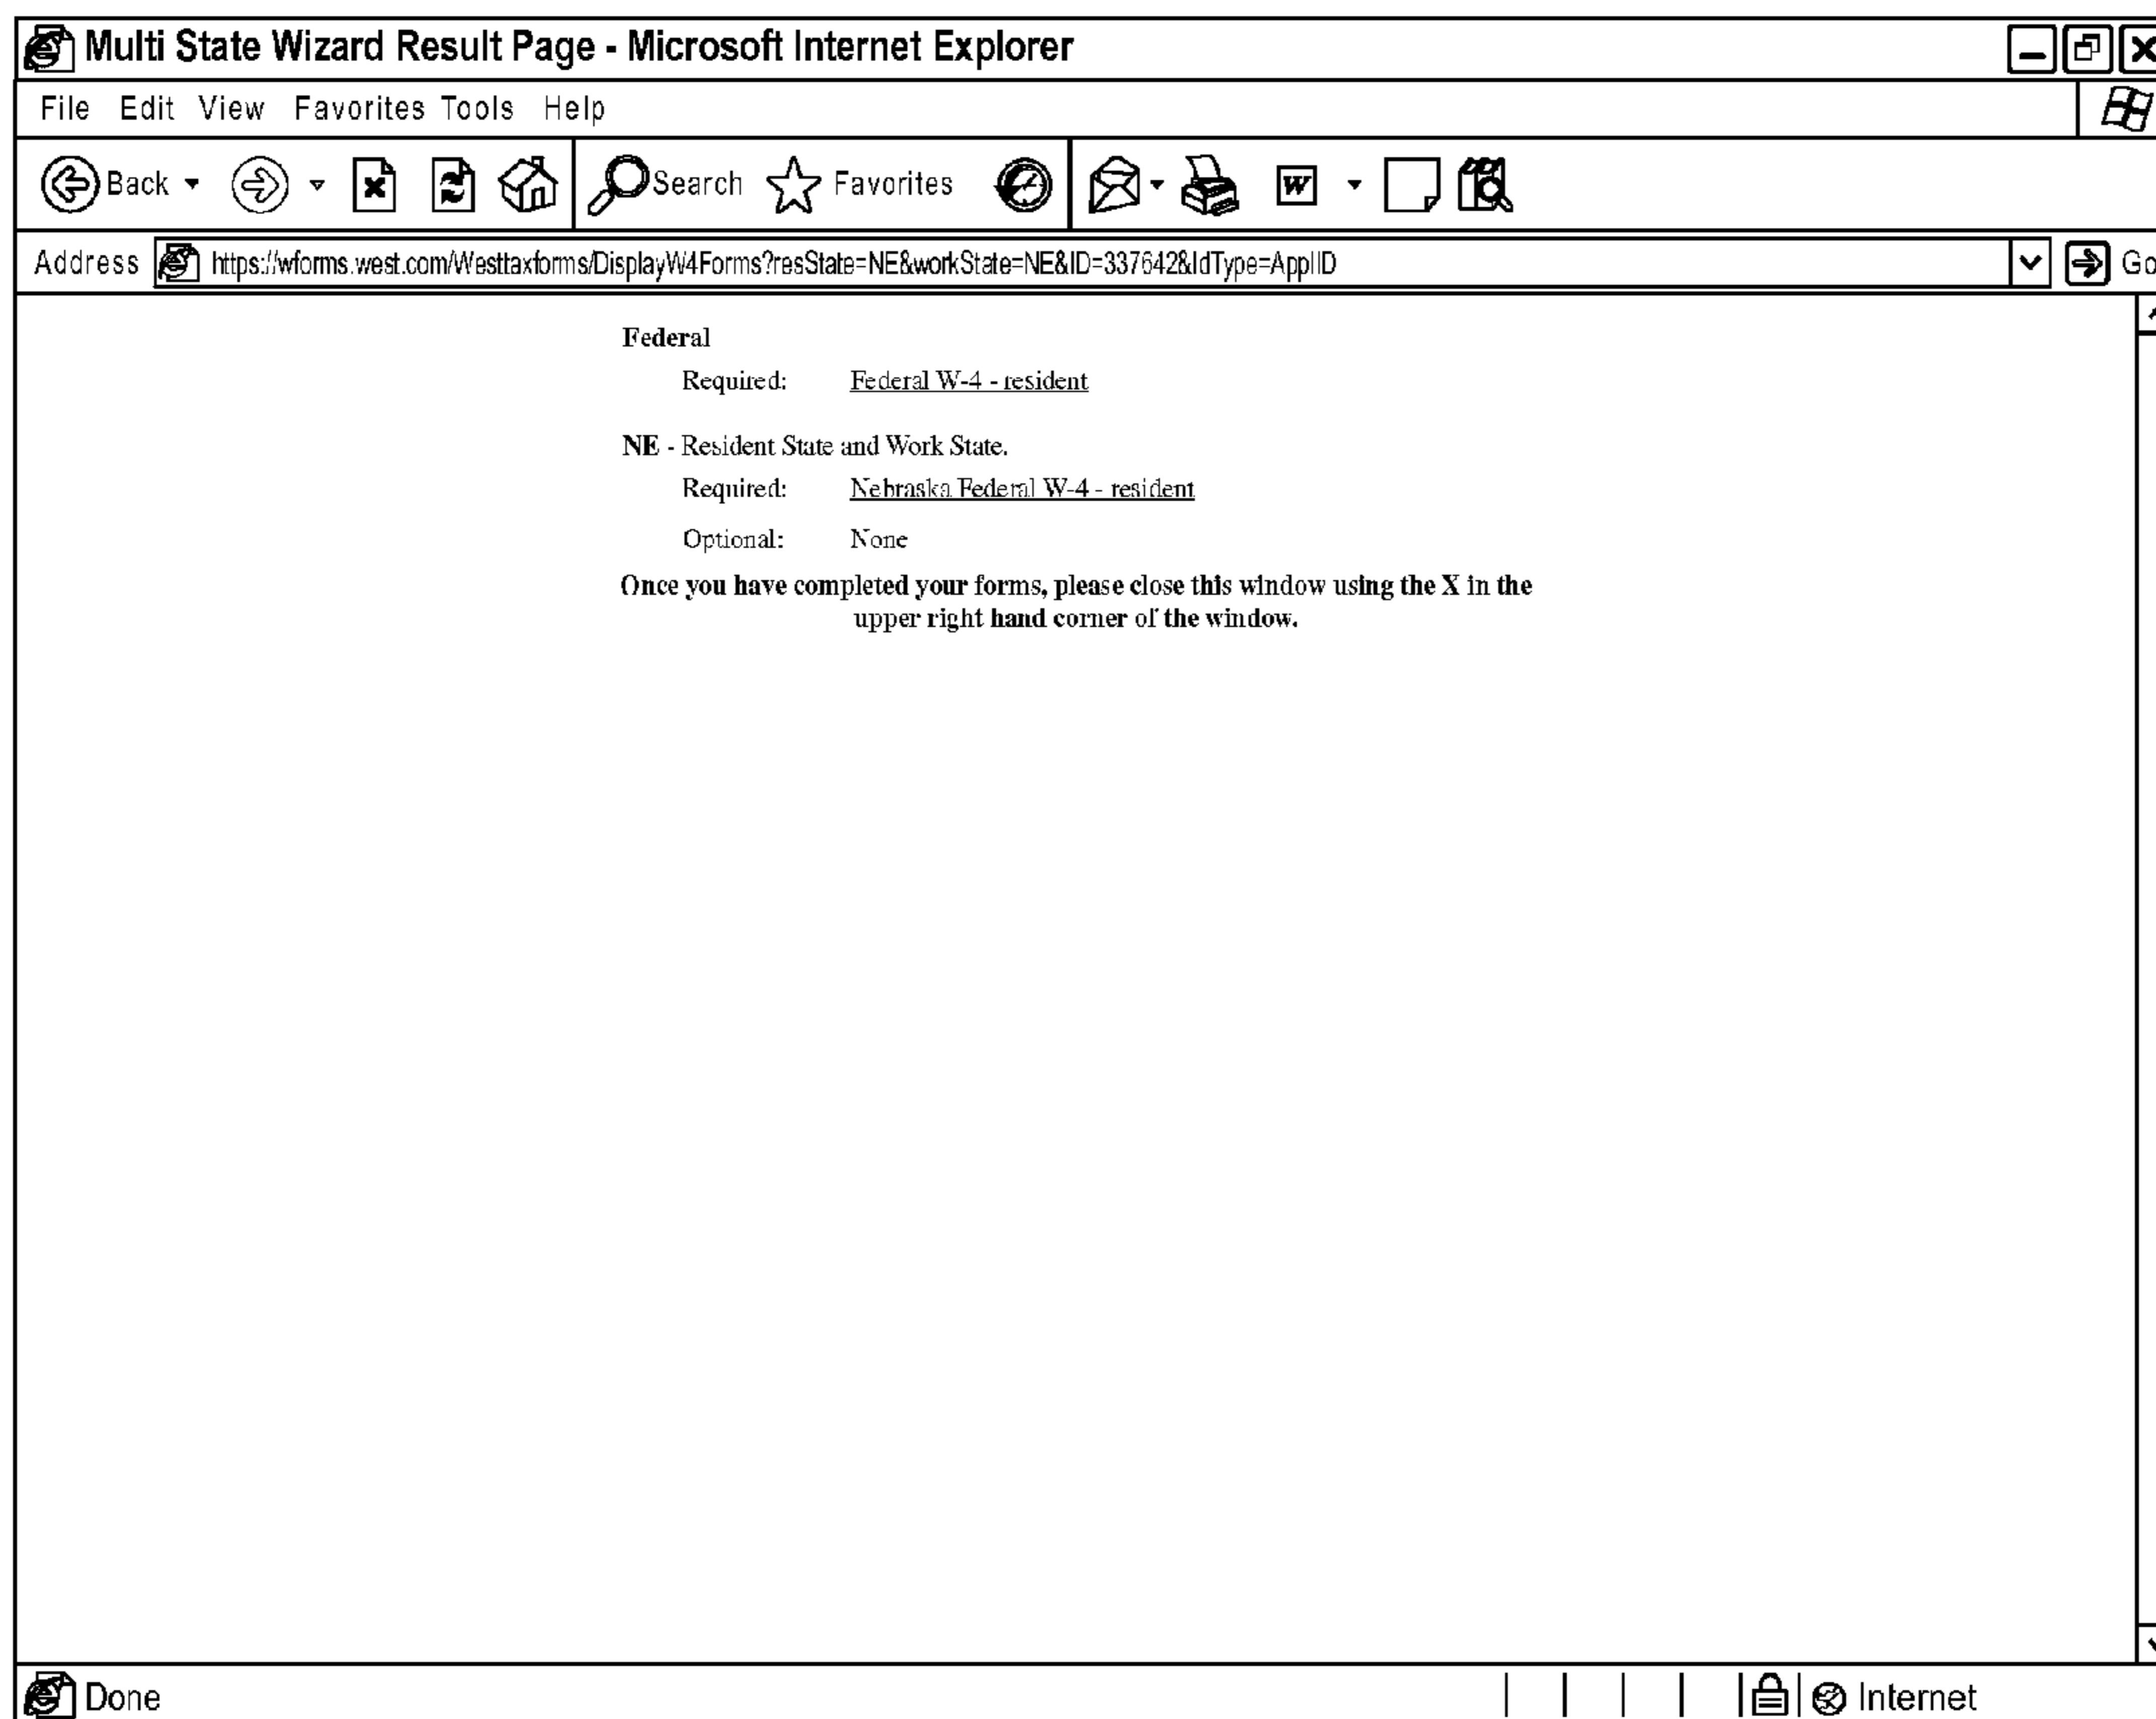 Multi State Wizard Result Page - Microsoft Internet Explorer
File Edit View Favorites Tools Help
Back Search Favorites W
Address https://wforms.west.com/Westtaxforms/DisplayW4Forms?resState=NE&workState=NE&ID=337642&IdType=ApplID Go
Federal
Required: Federal W-4 - resident
NE - Resident State and Work State.
Required: Nebraska Federal W-4 - resident
Optional: None
Once you have completed your forms, please close this window using the X in the
upper right hand corner of the window.
Done Internet